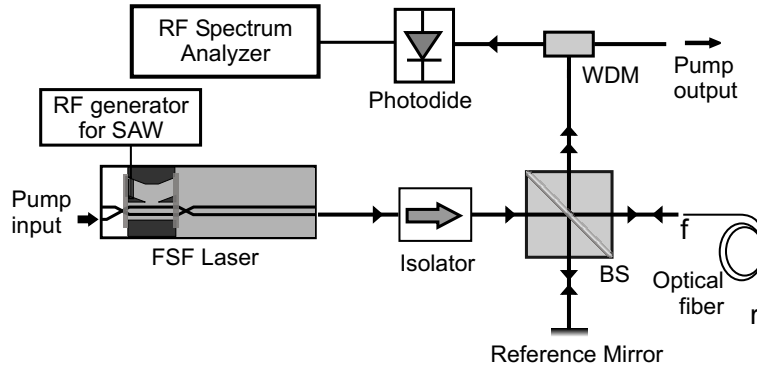 RF Spectrum
Analyzer
Photodide
WDM
Pump
output
RF generator
for SAW
Pump
input
FSF Laser
Isolator
BS
f
Optical
fiber
r
Reference Mirror